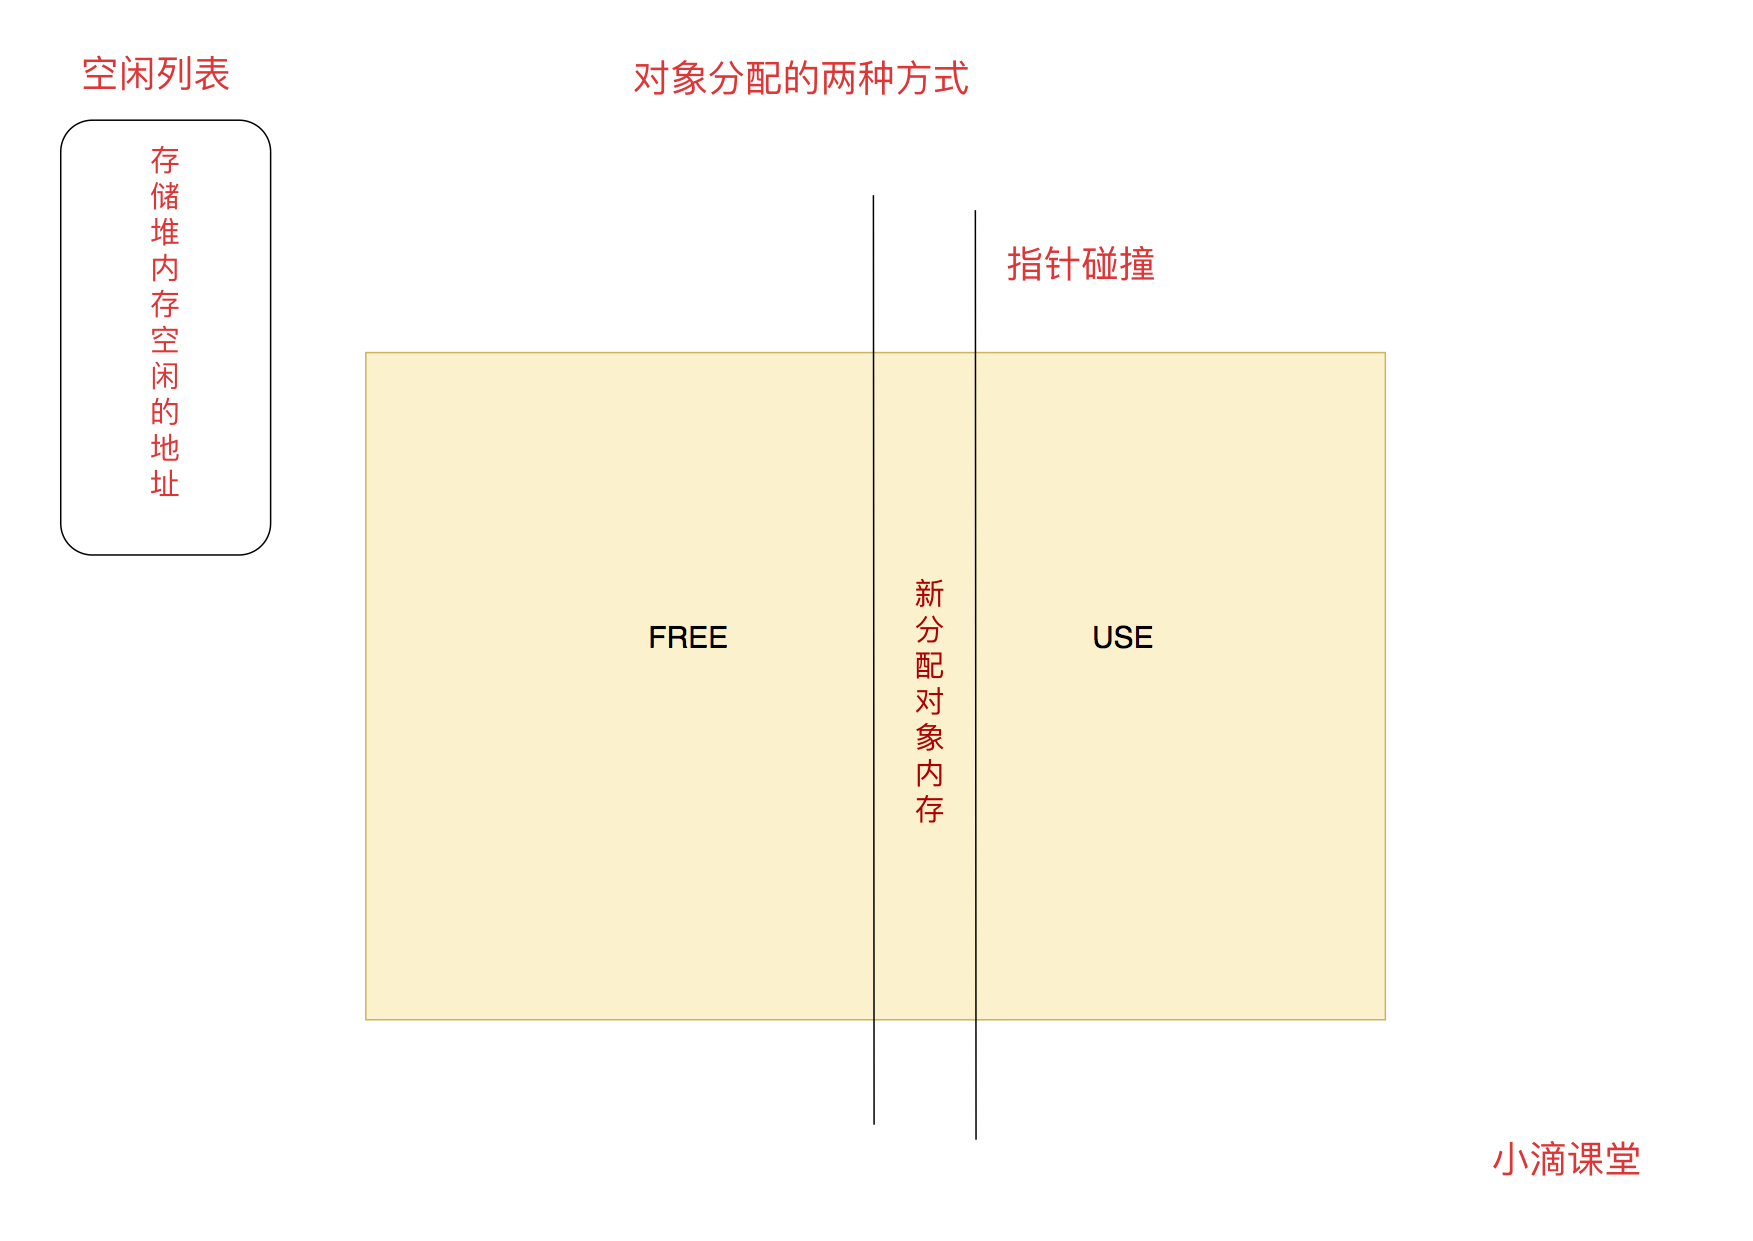 空闲列表
对象分配的两种方式
存储堆内存空闲的地址
指针碰撞
FREE
新分配对象内存
USE
小滴课堂